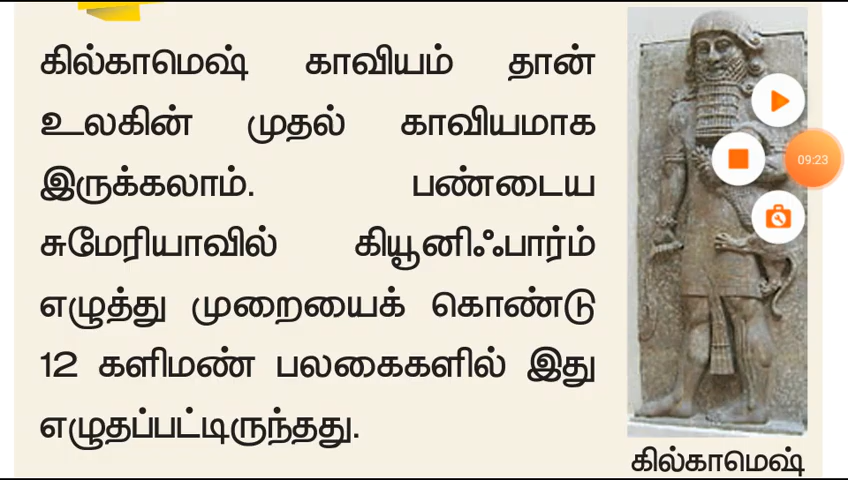 கில்காமெஷ் காவியம் தான்
உலகின் முதல் காவியமாக
இருக்கலாம். பண்டைய
சுமேரியாவில் கியூனிஃபார்ம்
எழுத்து முறையைக் கொண்டு
12 களிமண் பலகைகளில் இது
எழுதப்பட்டிருந்தது.
09:23
கில்காமெஷ்